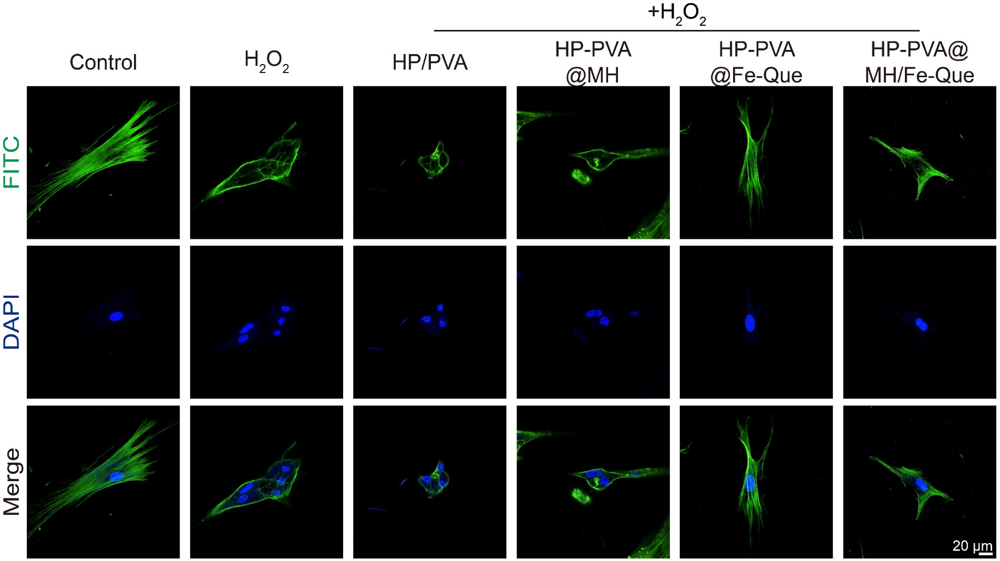 +H₂O₂
Control
H₂O₂
HP/PVA
HP-PVA
@MH
HP-PVA
@Fe-Que
HP-PVA@
MH/Fe-Que
FITC
DAPI
Merge
20 μm